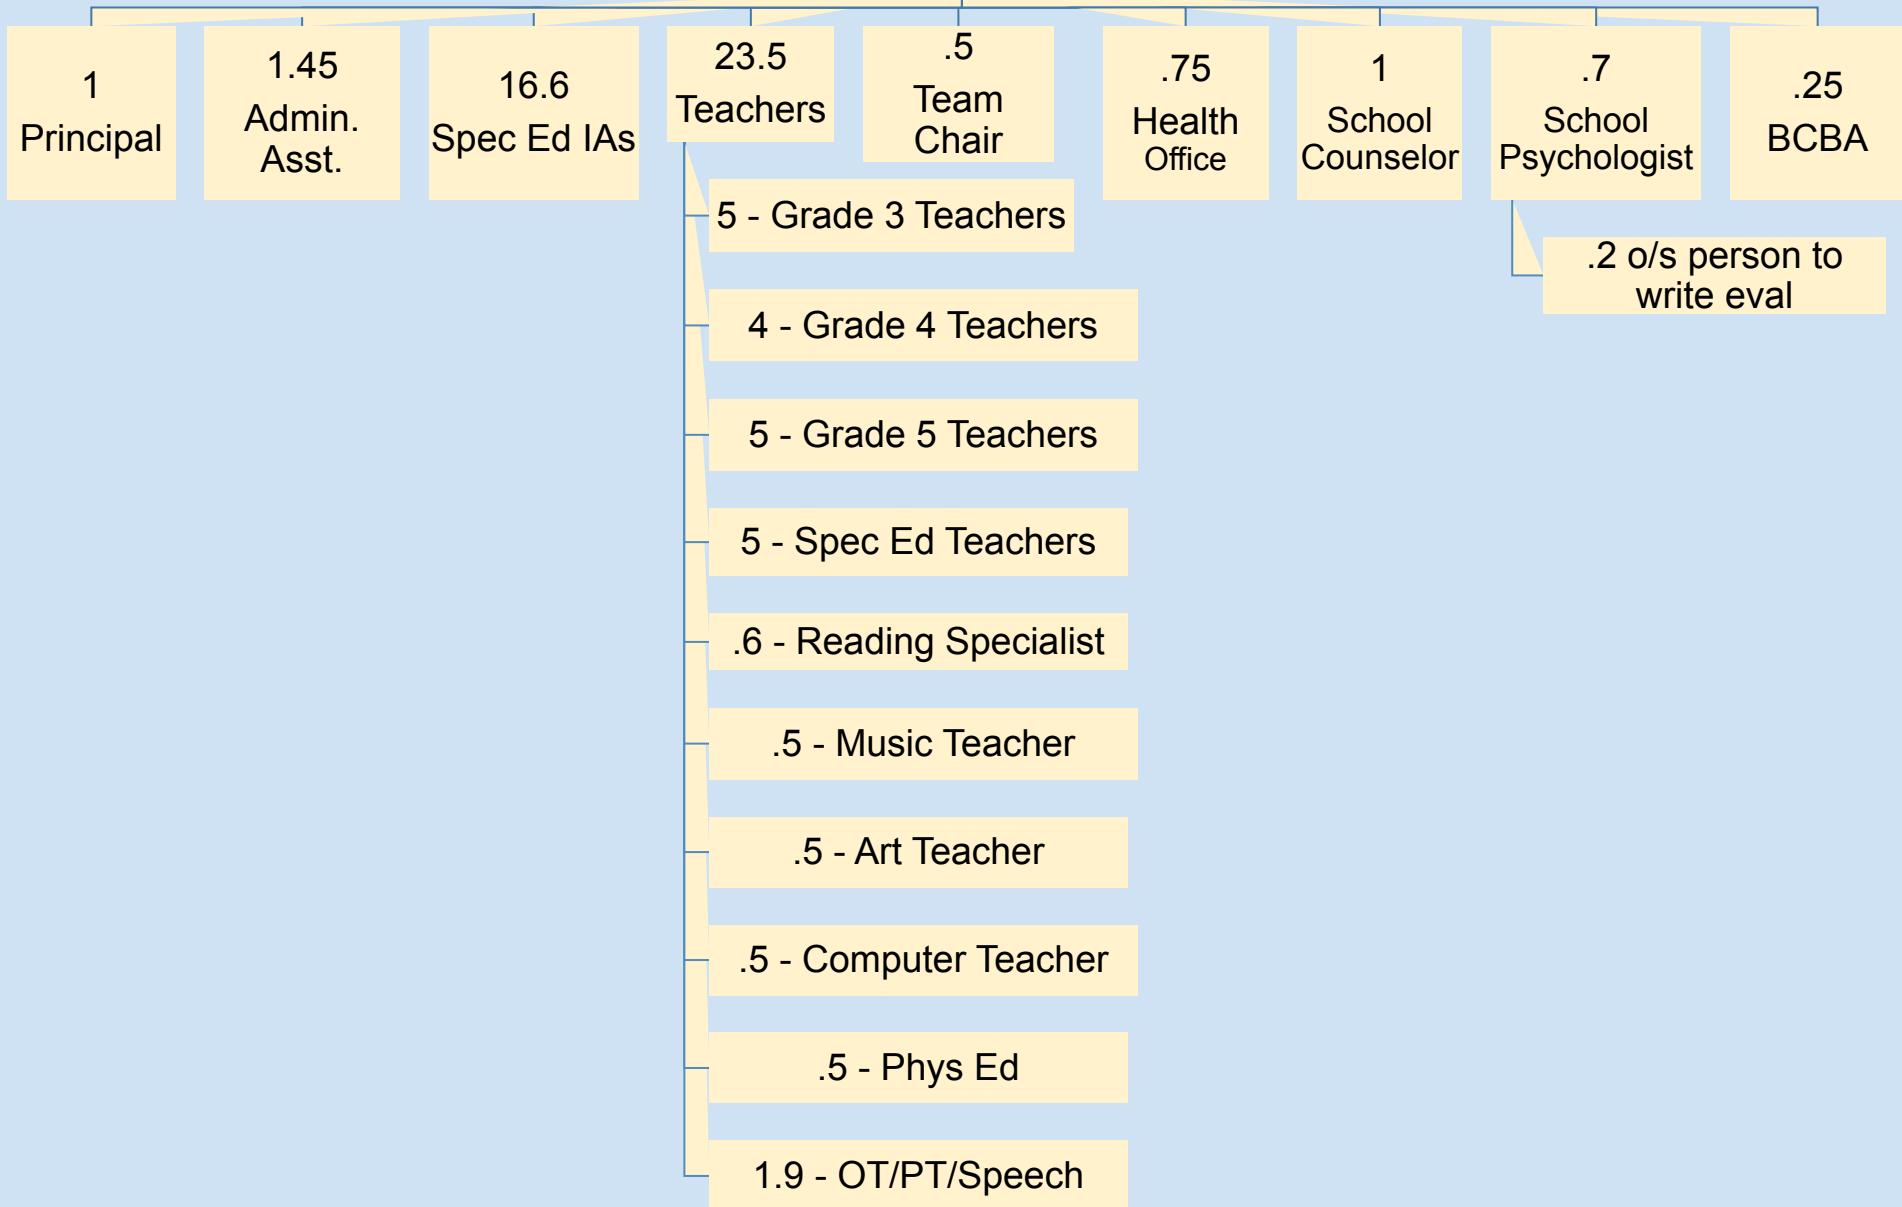 1
Principal
1.45
Admin.
Asst.
16.6
Spec Ed IAs
23.5
Teachers
.5
Team
Chair
.75
Health
Office
1
School
Counselor
.7
School
Psychologist
.25
BCBA
5 - Grade 3 Teachers
4 - Grade 4 Teachers
5 - Grade 5 Teachers
5 - Spec Ed Teachers
.6 - Reading Specialist
.5 - Music Teacher
.5 - Art Teacher
.5 - Computer Teacher
.5 - Phys Ed
1.9 - OT/PT/Speech
.2 o/s person to
write eval